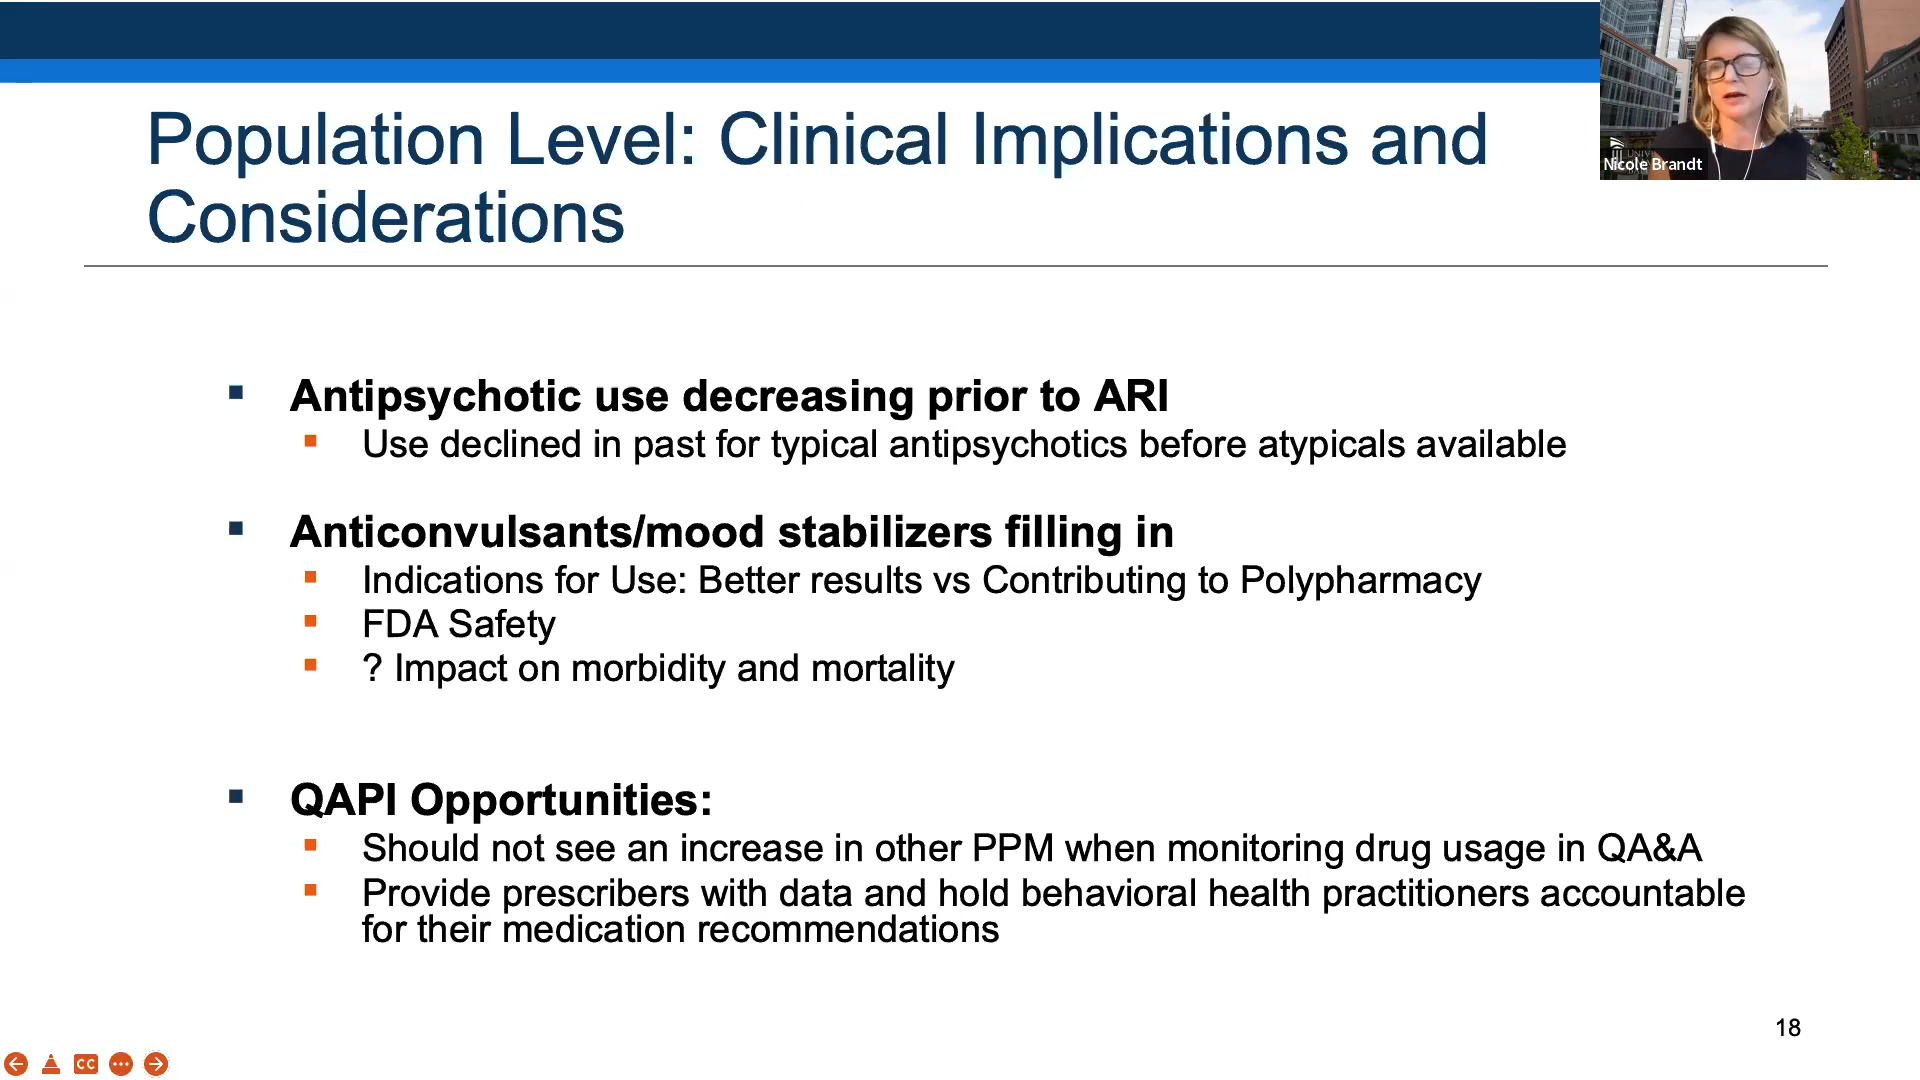 Population Level: Clinical Implications and
Considerations
Nicole Brandt
Antipsychotic use decreasing prior to ARI
Use declined in past for typical antipsychotics before atypicals available
Anticonvulsants/mood stabilizers filling in
Indications for Use: Better results vs Contributing to Polypharmacy
FDA Safety
? Impact on morbidity and mortality
QAPI Opportunities:
Should not see an increase in other PPM when monitoring drug usage in QA&A
Provide prescribers with data and hold behavioral health practitioners accountable
for their medication recommendations
18
CC